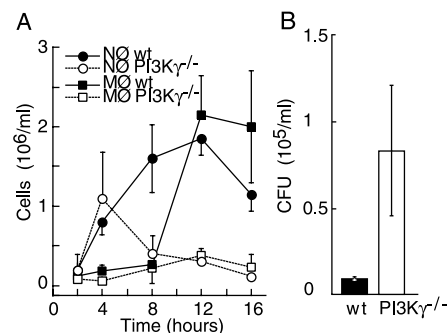 A
B
NØ wt
NØ PI3Kγ-/-
MØ wt
MØ PI3Kγ-/-
Cells (10⁶/ml)
3
2
1
0
0 4 8 12 16
Time (hours)
CFU (10⁵/ml)
1.5
1
0.5
0
wt PI3Kγ-/-